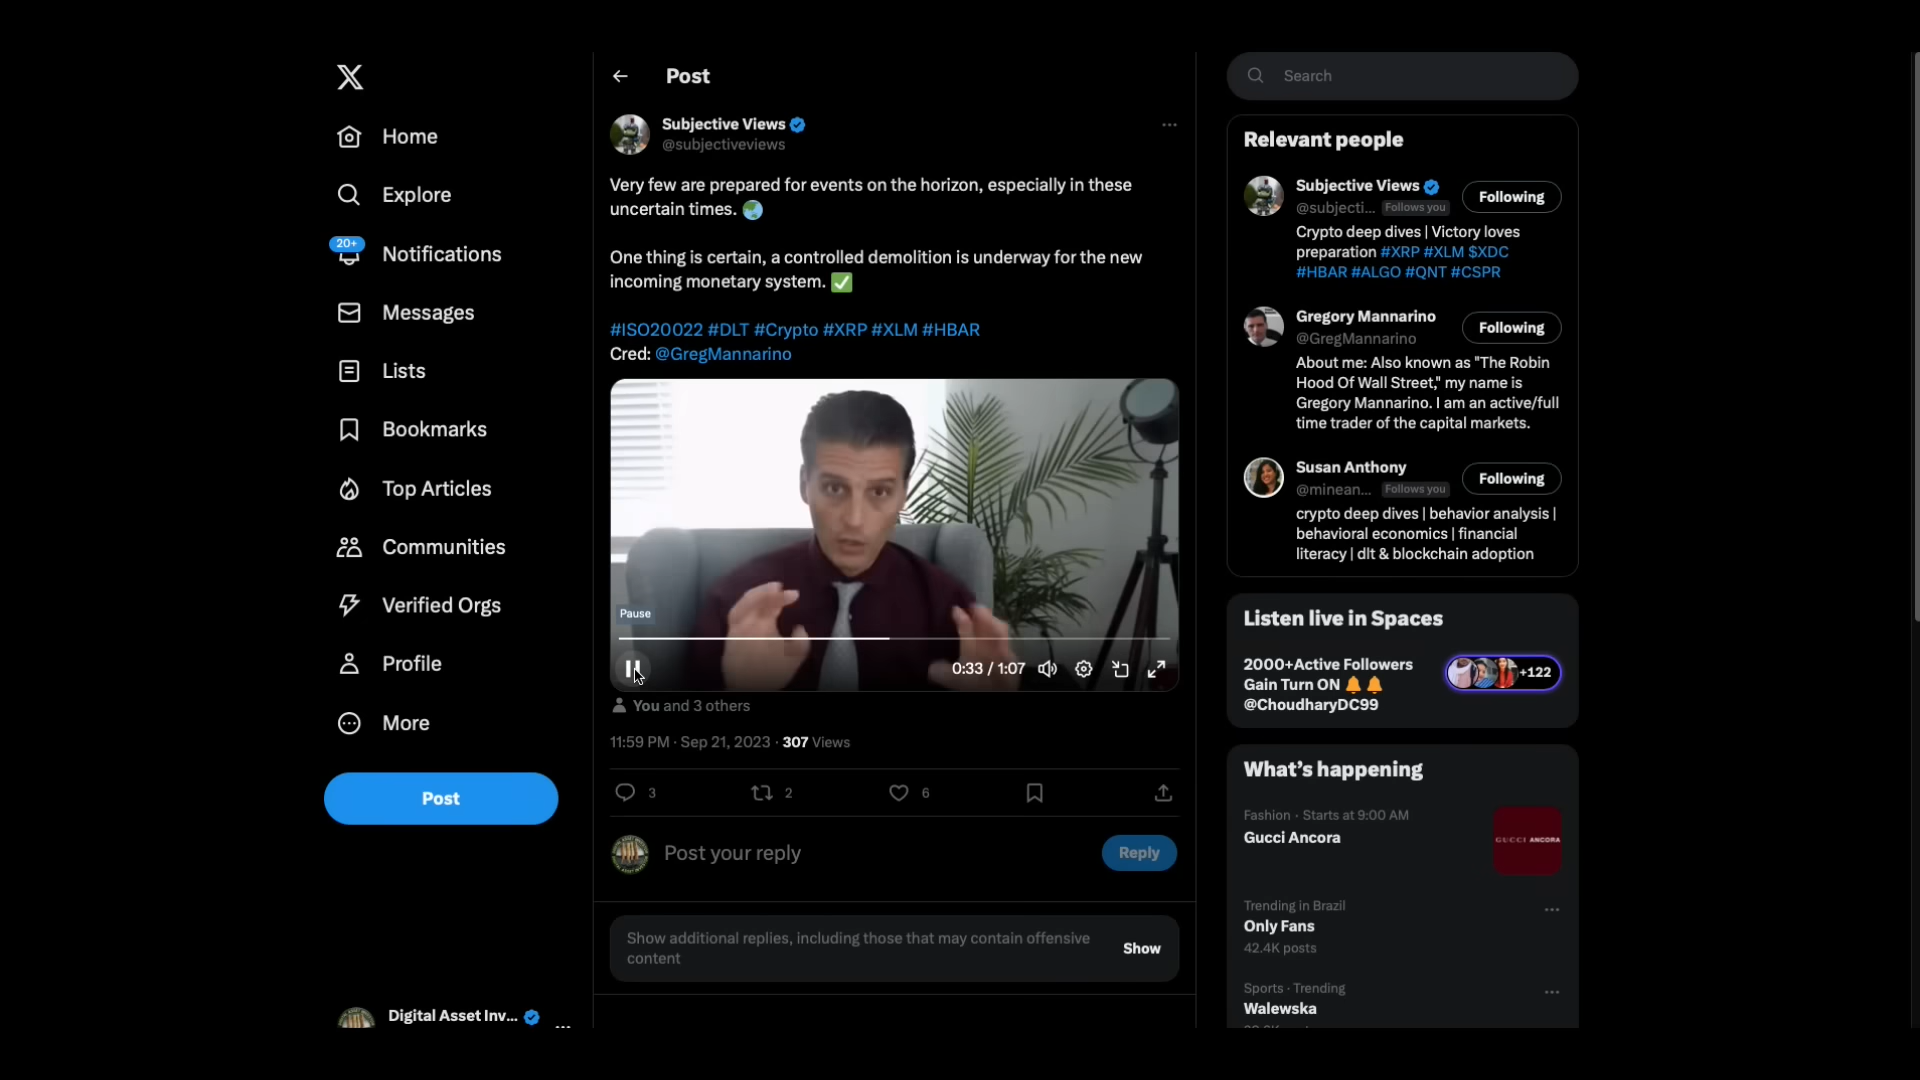 Home
Explore
20+
Notifications
Messages
Lists
Bookmarks
Top Articles
Communities
Verified Orgs
Profile
More
Post
Digital Asset Inv...
Post
Subjective Views
@subjectiveviews
Very few are prepared for events on the horizon, especially in these
uncertain times. 🌏
One thing is certain, a controlled demolition is underway for the new
incoming monetary system. ✅
#ISO20022 #DLT #Crypto #XRP #XLM #HBAR
Cred: @GregMannarino
Pause
0:33 / 1:07
You and 3 others
11:59 PM · Sep 21, 2023 · 307 Views
3 2 6
Post your reply
Reply
Show additional replies, including those that may contain offensive
content
Show
Search
Relevant people
Subjective Views
@subjecti... Follows you
Following
Crypto deep dives | Victory loves
preparation #XRP #XLM $XDC
#HBAR #ALGO #QNT #CSPR
Gregory Mannarino
@GregMannarino
Following
About me: Also known as "The Robin
Hood Of Wall Street," my name is
Gregory Mannarino. I am an active/full
time trader of the capital markets.
Susan Anthony
@minean... Follows you
Following
crypto deep dives | behavior analysis |
behavioral economics | financial
literacy | dlt & blockchain adoption
Listen live in Spaces
2000+Active Followers
Gain Turn ON 🔔 🔔
@ChoudharyDC99
+122
What's happening
Fashion · Starts at 9:00 AM
Gucci Ancora
GUCCI ANCORA
Trending in Brazil
Only Fans
42.4K posts
Sports · Trending
Walewska